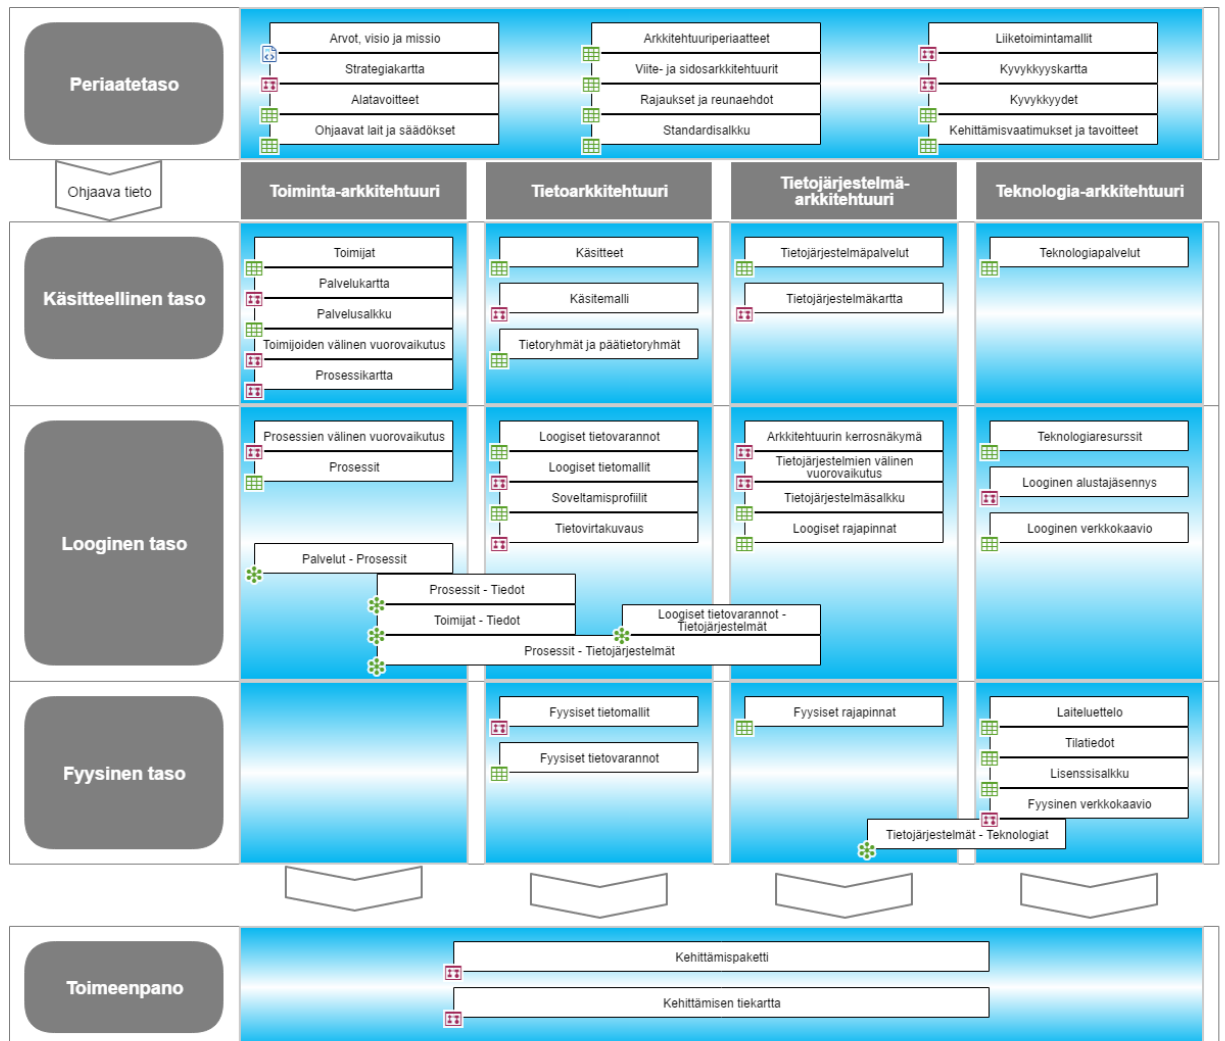 Periaatetaso
Arvot, visio ja missio
Strategiakartta
Alatavoitteet
Ohjaavat lait ja säädökset
Arkkitehtuuriperiaatteet
Viite- ja sidosarkkitehtuurit
Rajaukset ja reunaehdot
Standardisalkku
Liiketoimintamallit
Kyvykkyyskartta
Kyvykkyydet
Kehittämisvaatimukset ja tavoitteet
Ohjaava tieto
Toiminta-arkkitehtuuri
Tietoarkkitehtuuri
Tietojärjestelmä-
arkkitehtuuri
Teknologia-arkkitehtuuri
Käsitteellinen taso
Toimijat
Palvelukartta
Palvelusalkku
Toimijoiden välinen vuorovaikutus
Prosessikartta
Käsitteet
Käsitemalli
Tietoryhmät ja päätietoryhmät
Tietojärjestelmäpalvelut
Tietojärjestelmäkartta
Teknologiapalvelut
Looginen taso
Prosessien välinen vuorovaikutus
Prosessit
Palvelut - Prosessit
Loogiset tietovarannot
Loogiset tietomallit
Soveltamisprofiilit
Tietovirtakuvaus
Prosessit - Tiedot
Toimijat - Tiedot
Prosessit - Tietojärjestelmät
Arkkitehtuurin kerrosnäkymä
Tietojärjestelmien välinen
vuorovaikutus
Tietojärjestelmäsalkku
Loogiset rajapinnat
Loogiset tietovarannot -
Tietojärjestelmät
Teknologiaresurssit
Looginen alustajäsennys
Looginen verkkokaavio
Fyysinen taso
Fyysiset tietomallit
Fyysiset tietovarannot
Fyysiset rajapinnat
Laiteluettelo
Tilatiedot
Lisenssisalkku
Fyysinen verkkokaavio
Tietojärjestelmät - Teknologiat
Toimeenpano
Kehittämispaketti
Kehittämisen tiekartta